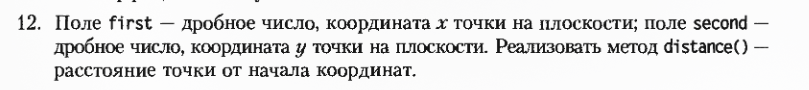 12. Поле first — дробное число, координата x точки на плоскости; поле second —
дробное число, координата y точки на плоскости. Реализовать метод distance() —
расстояние точки от начала координат.